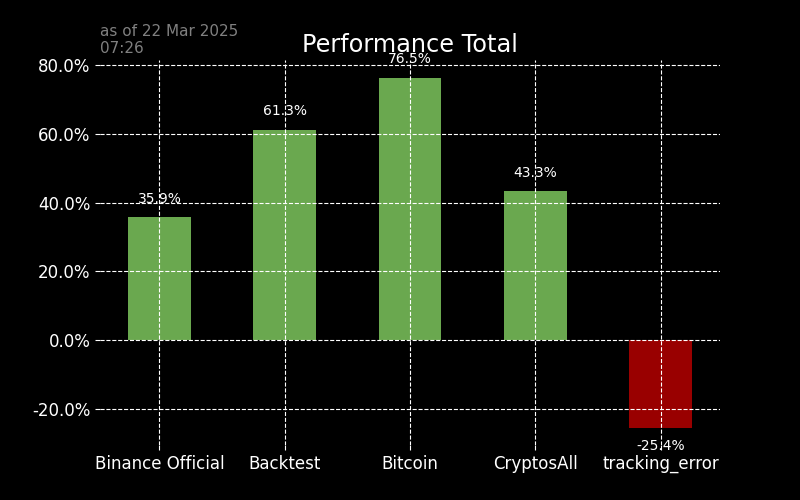 as of 22 Mar 2025
07:26
Performance Total
80.0%
60.0%
40.0%
20.0%
0.0%
-20.0%
35.9%
61.3%
76.5%
43.3%
-25.4%
Binance Official
Backtest
Bitcoin
CryptosAll
tracking_error